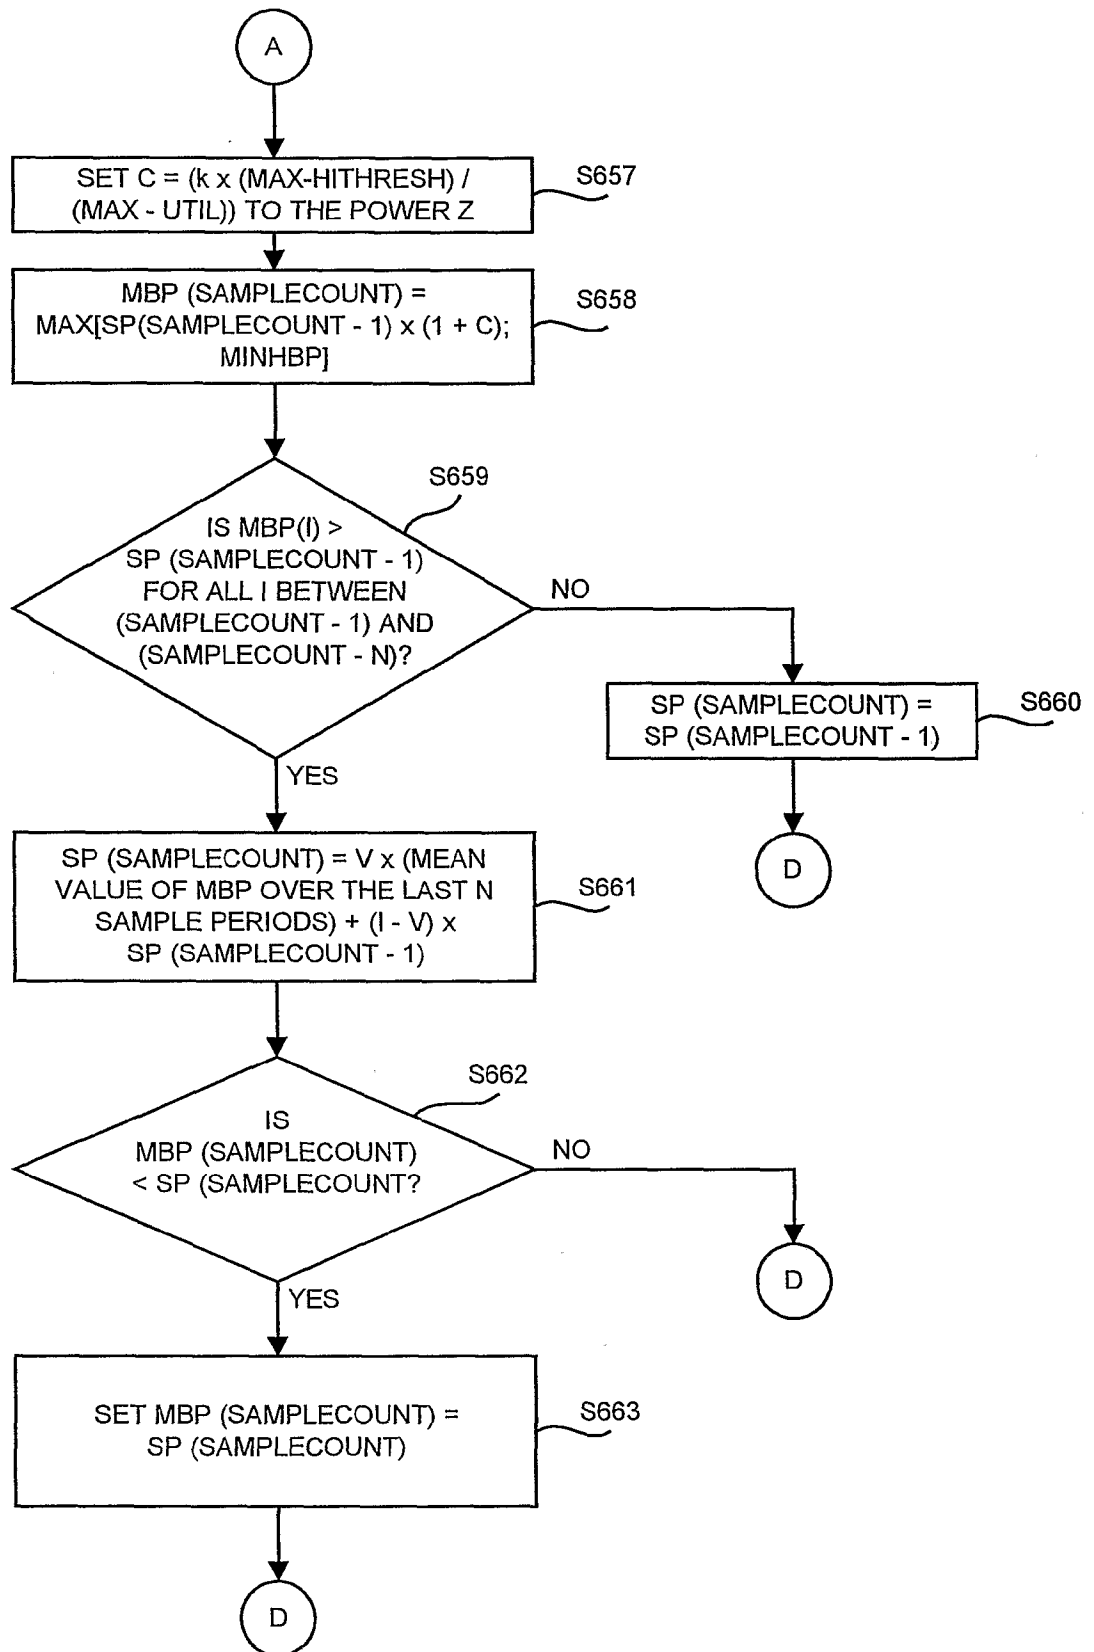 A
SET C = (k x (MAX-HITHRESH) /
(MAX - UTIL)) TO THE POWER Z
S657
MBP (SAMPLECOUNT) =
MAX[SP(SAMPLECOUNT - 1) x (1 + C);
MINHBP]
S658
S659
IS MBP(I) >
SP (SAMPLECOUNT - 1)
FOR ALL I BETWEEN
(SAMPLECOUNT - 1) AND
(SAMPLECOUNT - N)?
NO
SP (SAMPLECOUNT) =
SP (SAMPLECOUNT - 1)
S660
D
YES
SP (SAMPLECOUNT) = V x (MEAN
VALUE OF MBP OVER THE LAST N
SAMPLE PERIODS) + (I - V) x
SP (SAMPLECOUNT - 1)
S661
S662
IS
MBP (SAMPLECOUNT)
< SP (SAMPLECOUNT?
NO
D
YES
SET MBP (SAMPLECOUNT) =
SP (SAMPLECOUNT)
S663
D